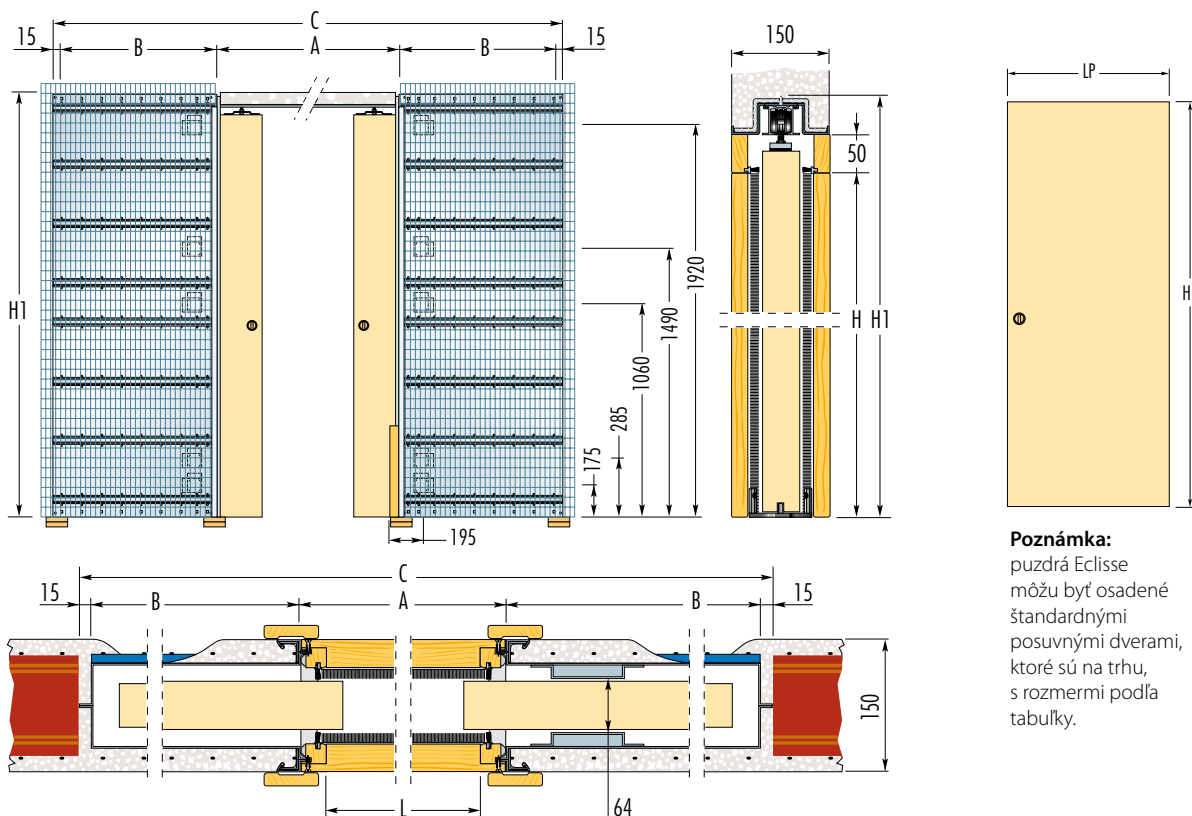 C
15 B A B 15
H1
1920
1490
1060
285
175
195
150
50
H H1
LP
H
Poznámka:
puzdrá Eclisse
môžu byť osadené
štandardnými
posuvnými dverami,
ktoré sú na trhu,
s rozmermi podľa
tabuľky.
C
15 B A B 15
150
L
64